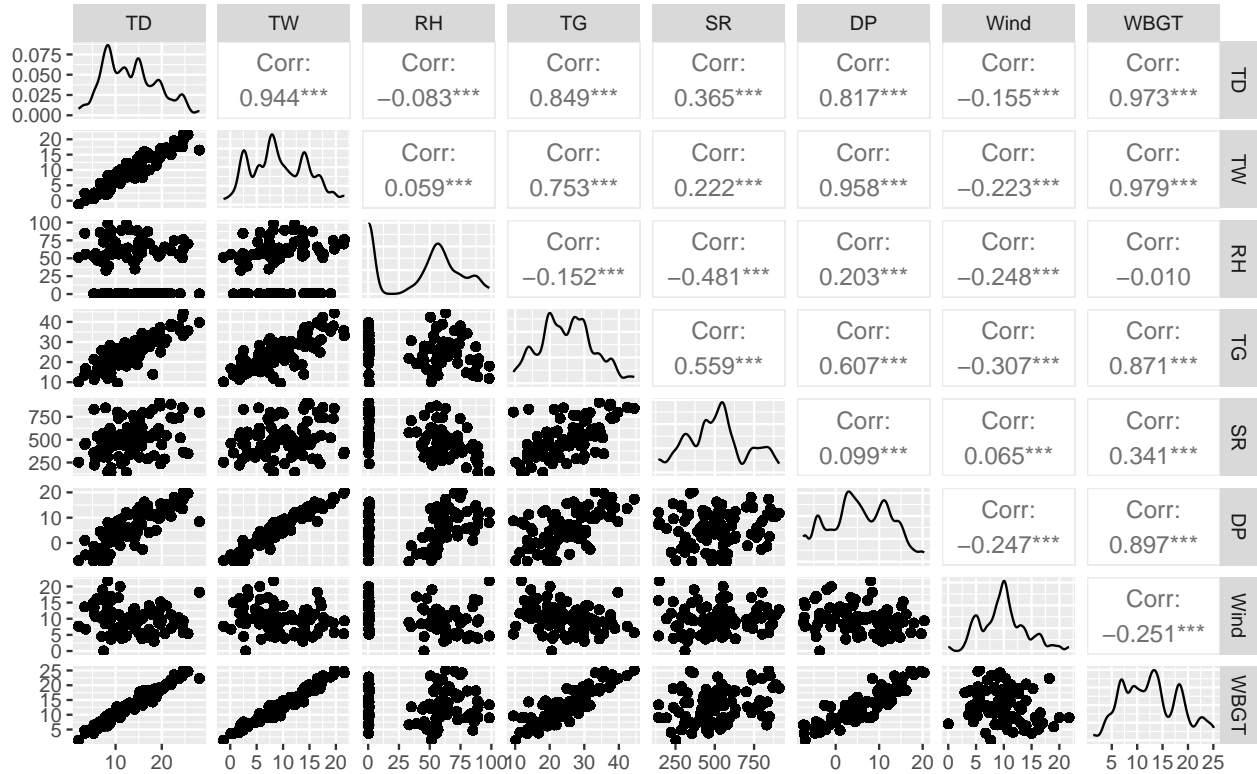 TD TW RH TG SR DP Wind WBGT
0.075
0.050
0.025
0.000
Corr: Corr: Corr: Corr: Corr: Corr: Corr:
0.944*** −0.083*** 0.849*** 0.365*** 0.817*** −0.155*** 0.973***
TD
20
15
10
5
0
Corr: Corr: Corr: Corr: Corr: Corr:
0.059*** 0.753*** 0.222*** 0.958*** −0.223*** 0.979***
TW
100
75
50
25
0
Corr: Corr: Corr: Corr: Corr:
−0.152*** −0.481*** 0.203*** −0.248*** −0.010
RH
40
30
20
10
Corr: Corr: Corr: Corr:
0.559*** 0.607*** −0.307*** 0.871***
TG
750
500
250
Corr: Corr: Corr:
0.099*** 0.065*** 0.341***
SR
20
10
0
Corr: Corr:
−0.247*** 0.897***
DP
20
15
10
5
0
Corr:
−0.251***
Wind
25
20
15
10
5
WBGT
10 20 0 5 10 15 20 0 25 50 75 100 10 20 30 40 250 500 750 0 10 20 0 5 10 15 20 5 10 15 20 25